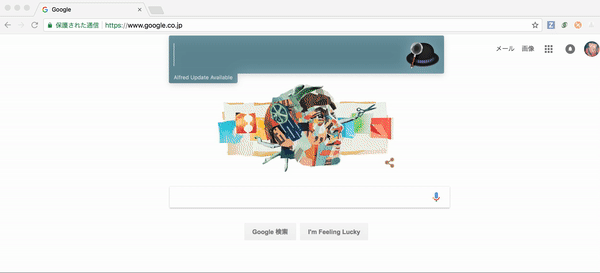 Google
保護された通信 | https://www.google.co.jp
メール 画像
Alfred Update Available
Google 検索 I'm Feeling Lucky